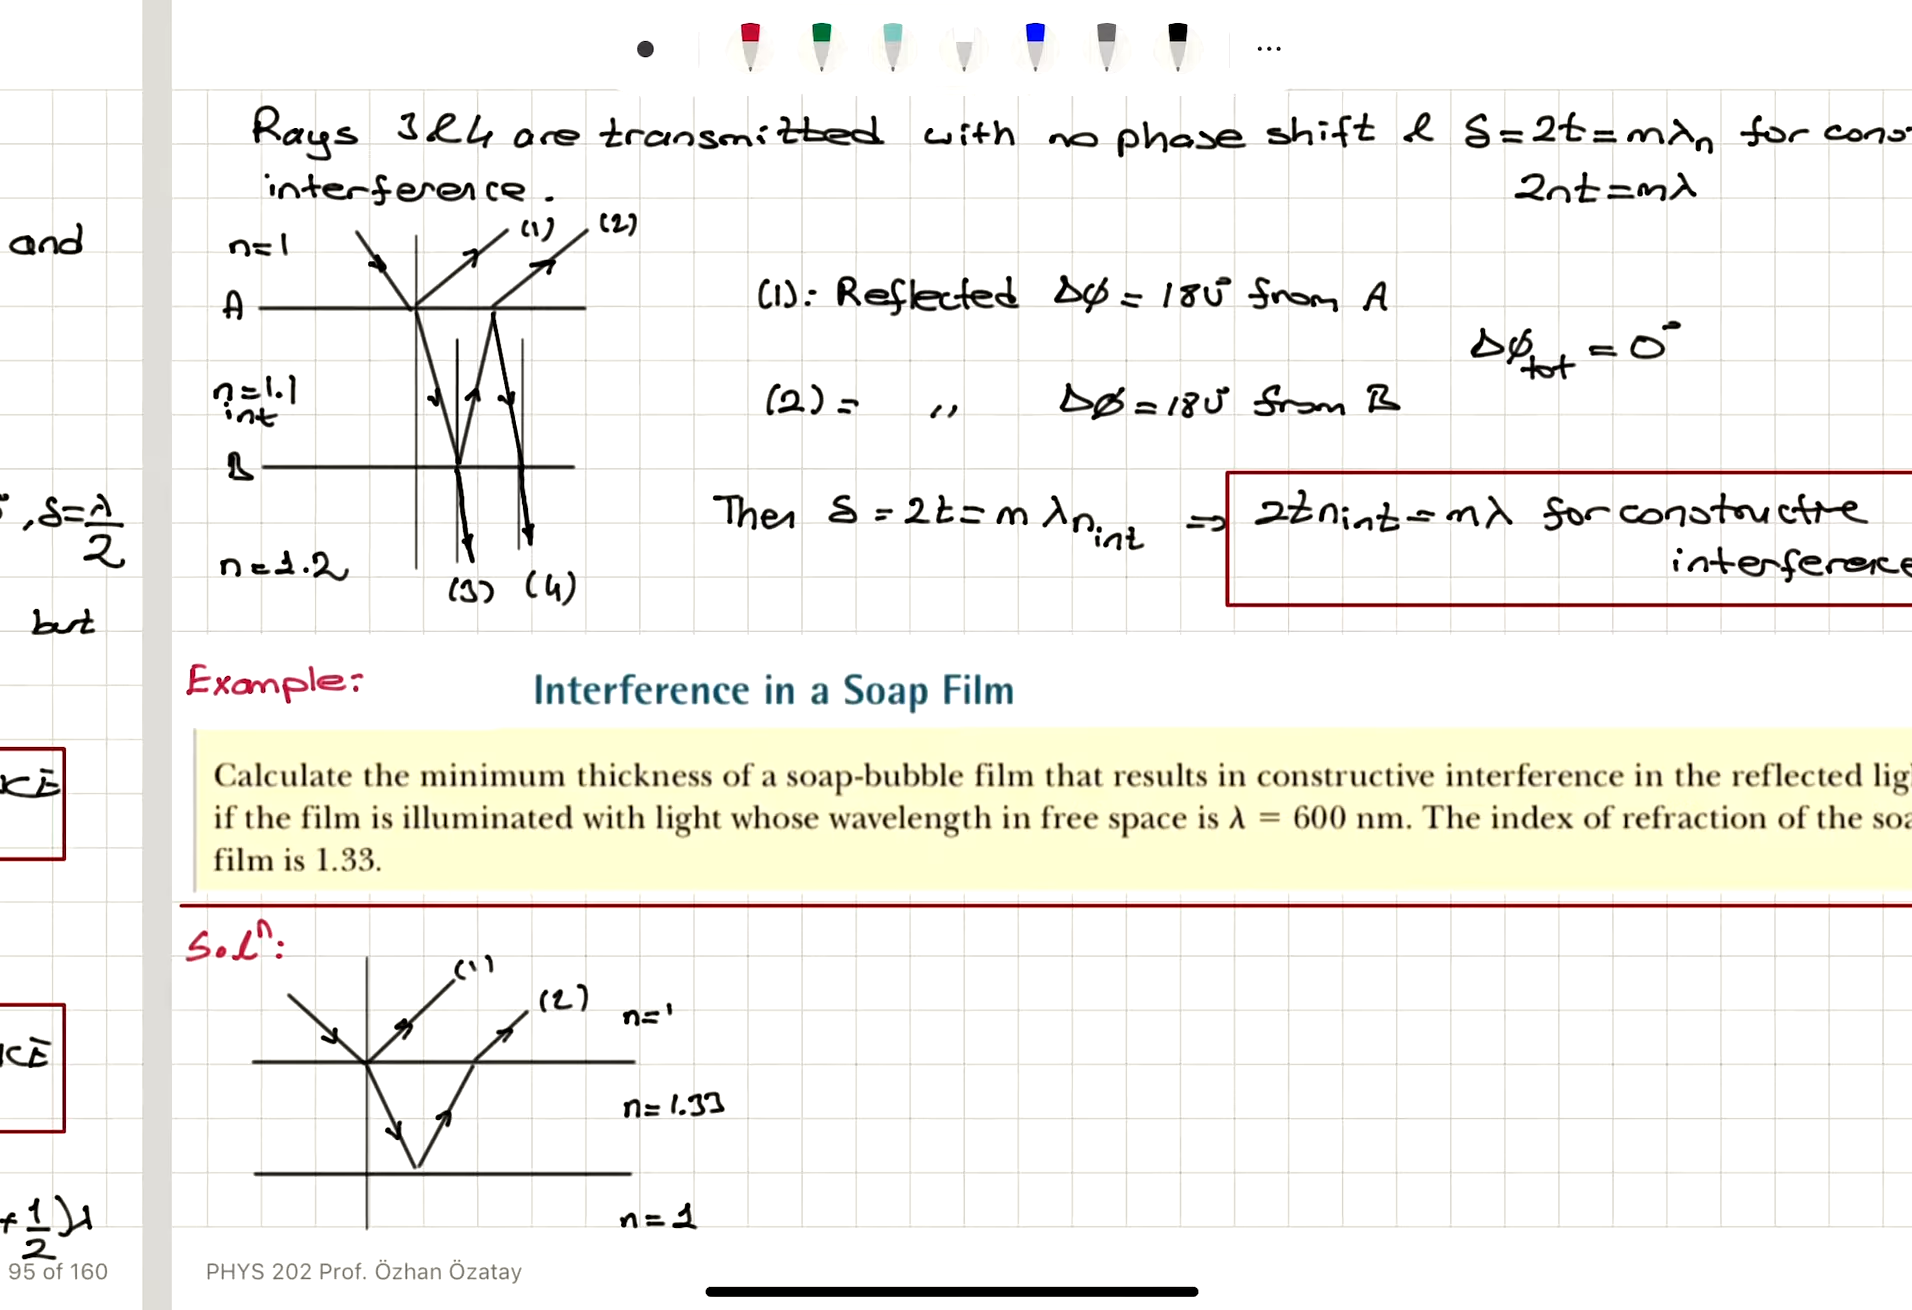 Rays 3&4 are transmitted with no phase shift & δ=2t=mλn for cons
interference.
2nt=mλ
and
n=1
(1)
(2)
A
(1): Reflected Δφ=180° from A
Δφtot=0°
n=1.1
int
(2)= ,, Δφ=180° from B
B
,δ=λ/2
Then δ=2t=mλnint ⇒ 2tnint=mλ for constructive
interference
n=1.2
(3) (4)
but
Example: Interference in a Soap Film
Calculate the minimum thickness of a soap-bubble film that results in constructive interference in the reflected lig
if the film is illuminated with light whose wavelength in free space is λ = 600 nm. The index of refraction of the soa
film is 1.33.
Solⁿ:
(1)
(2)
n=1
n=1.33
+1/2)λ
n=1
95 of 160
PHYS 202 Prof. Özhan Özatay